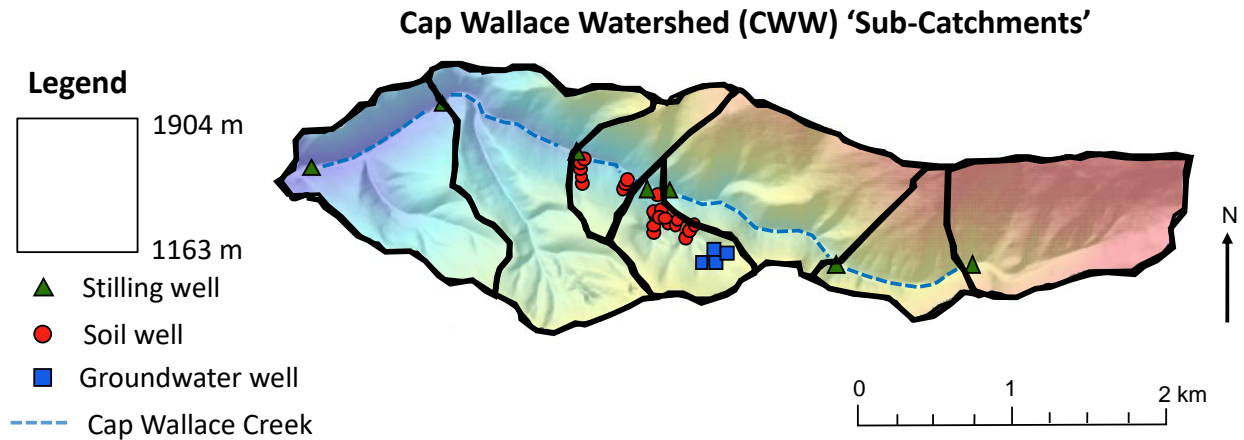 Cap Wallace Watershed (CWW) ‘Sub-Catchments’
Legend
1904 m
1163 m
Stilling well
Soil well
Groundwater well
Cap Wallace Creek
N
0 1 2 km